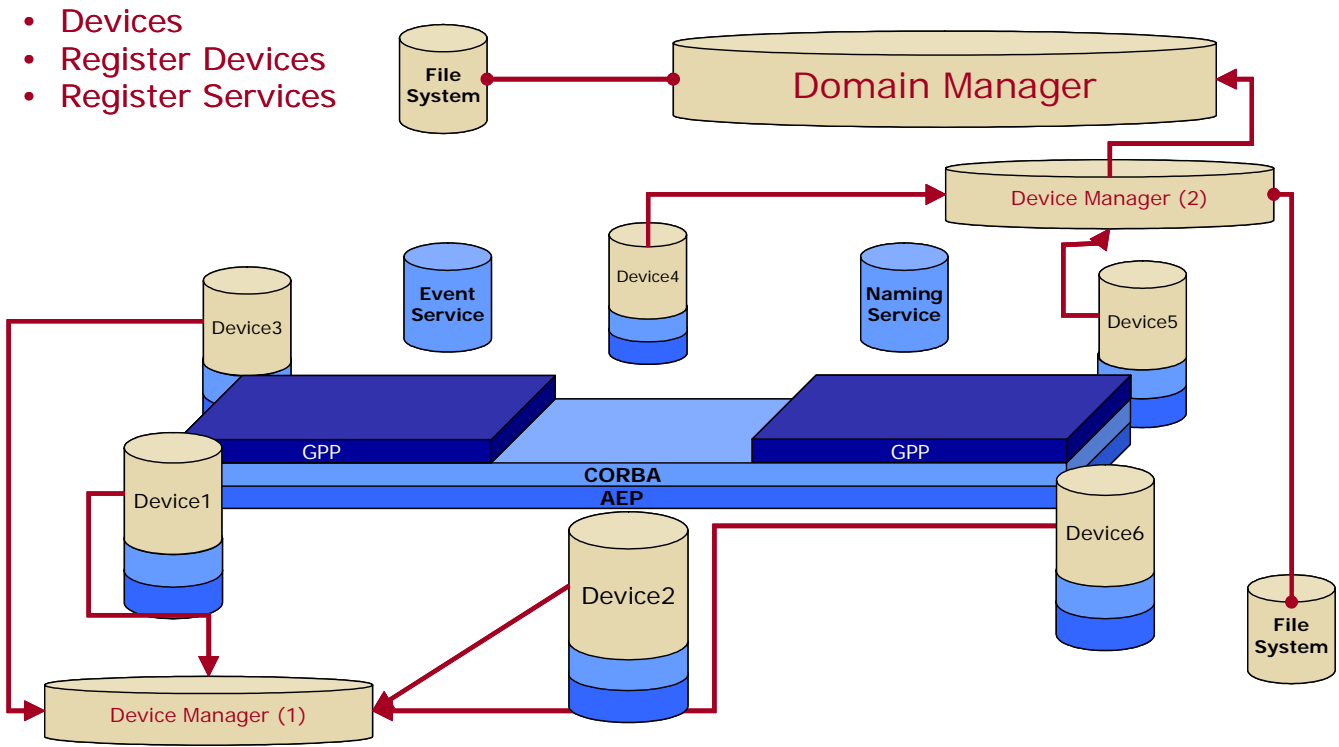 • Devices
• Register Devices
• Register Services
File
System
Domain Manager
Device Manager (2)
Device4
Event
Service
Naming
Service
Device3
Device5
GPP
GPP
CORBA
AEP
Device1
Device6
Device2
File
System
Device Manager (1)